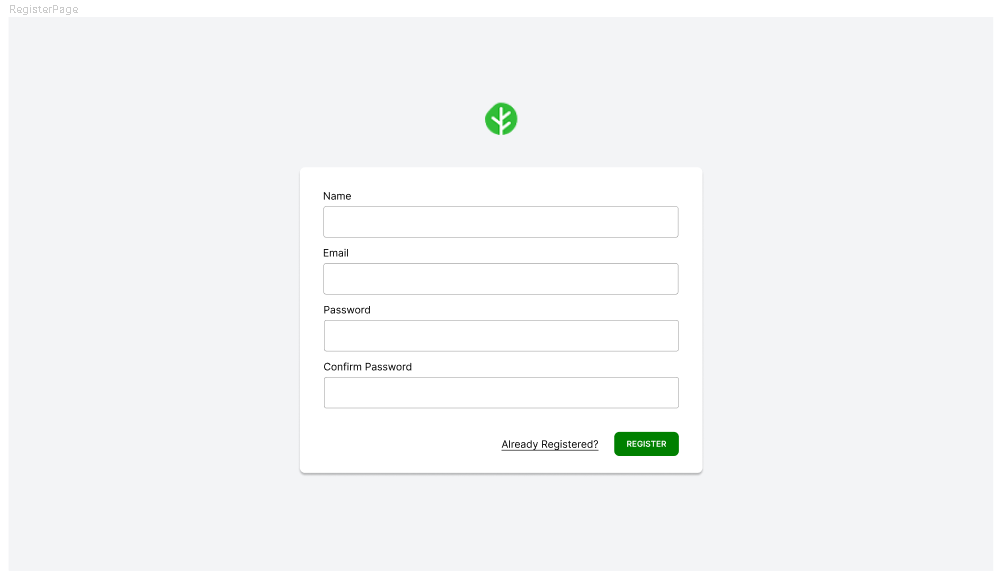 RegisterPage
Name
Email
Password
Confirm Password
Already Registered? REGISTER